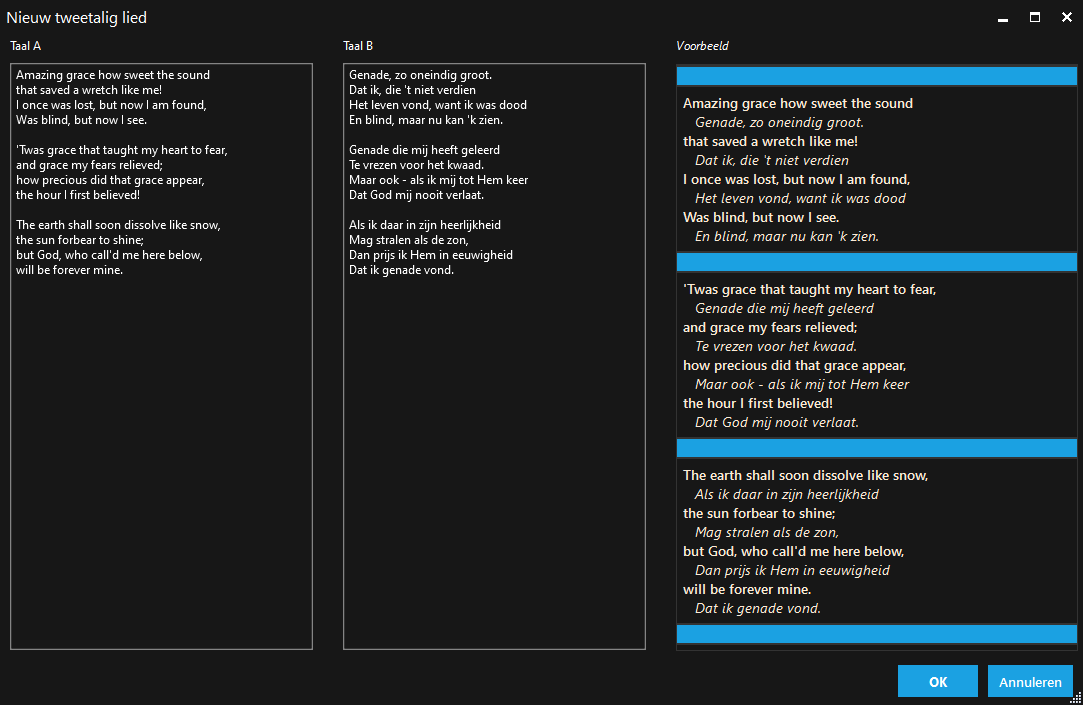 Nieuw tweetalig lied
Taal A
Amazing grace how sweet the sound
that saved a wretch like me!
I once was lost, but now I am found,
Was blind, but now I see.
'Twas grace that taught my heart to fear,
and grace my fears relieved;
how precious did that grace appear,
the hour I first believed!
The earth shall soon dissolve like snow,
the sun forbear to shine;
but God, who call'd me here below,
will be forever mine.
Taal B
Genade, zo oneindig groot.
Dat ik, die 't niet verdien
Het leven vond, want ik was dood
En blind, maar nu kan 'k zien.
Genade die mij heeft geleerd
Te vrezen voor het kwaad.
Maar ook - als ik mij tot Hem keer
Dat God mij nooit verlaat.
Als ik daar in zijn heerlijkheid
Mag stralen als de zon,
Dan prijs ik Hem in eeuwigheid
Dat ik genade vond.
Voorbeeld
Amazing grace how sweet the sound
Genade, zo oneindig groot.
that saved a wretch like me!
Dat ik, die 't niet verdien
I once was lost, but now I am found,
Het leven vond, want ik was dood
Was blind, but now I see.
En blind, maar nu kan 'k zien.
'Twas grace that taught my heart to fear,
Genade die mij heeft geleerd
and grace my fears relieved;
Te vrezen voor het kwaad.
how precious did that grace appear,
Maar ook - als ik mij tot Hem keer
the hour I first believed!
Dat God mij nooit verlaat.
The earth shall soon dissolve like snow,
Als ik daar in zijn heerlijkheid
the sun forbear to shine;
Mag stralen als de zon,
but God, who call'd me here below,
Dan prijs ik Hem in eeuwigheid
will be forever mine.
Dat ik genade vond.
OK
Annuleren